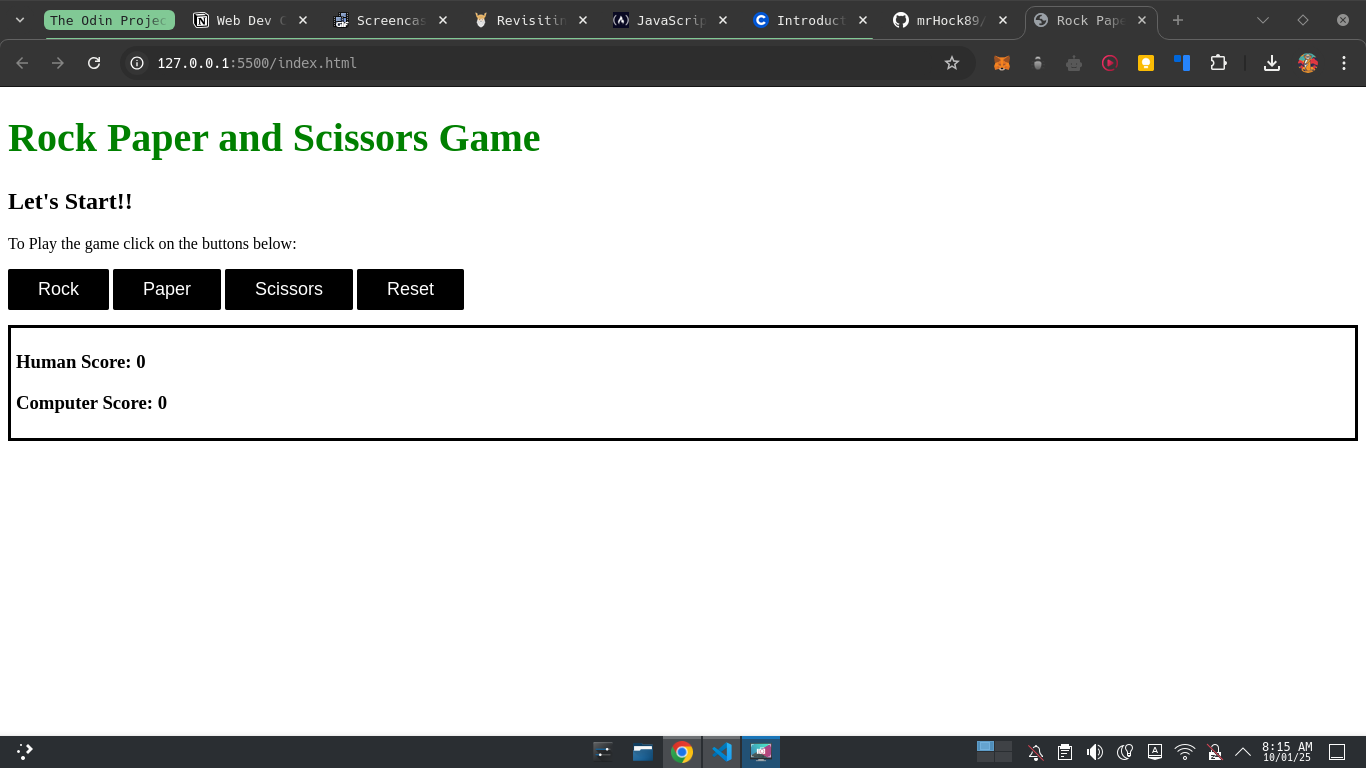 The Odin Projec
Web Dev C
Screencas
Revisitin
JavaScrip
Introduct
mrHock89/
Rock Pape
127.0.0.1:5500/index.html
Rock Paper and Scissors Game
Let's Start!!
To Play the game click on the buttons below:
Rock Paper Scissors Reset
Human Score: 0
Computer Score: 0
8:15 AM
10/01/25